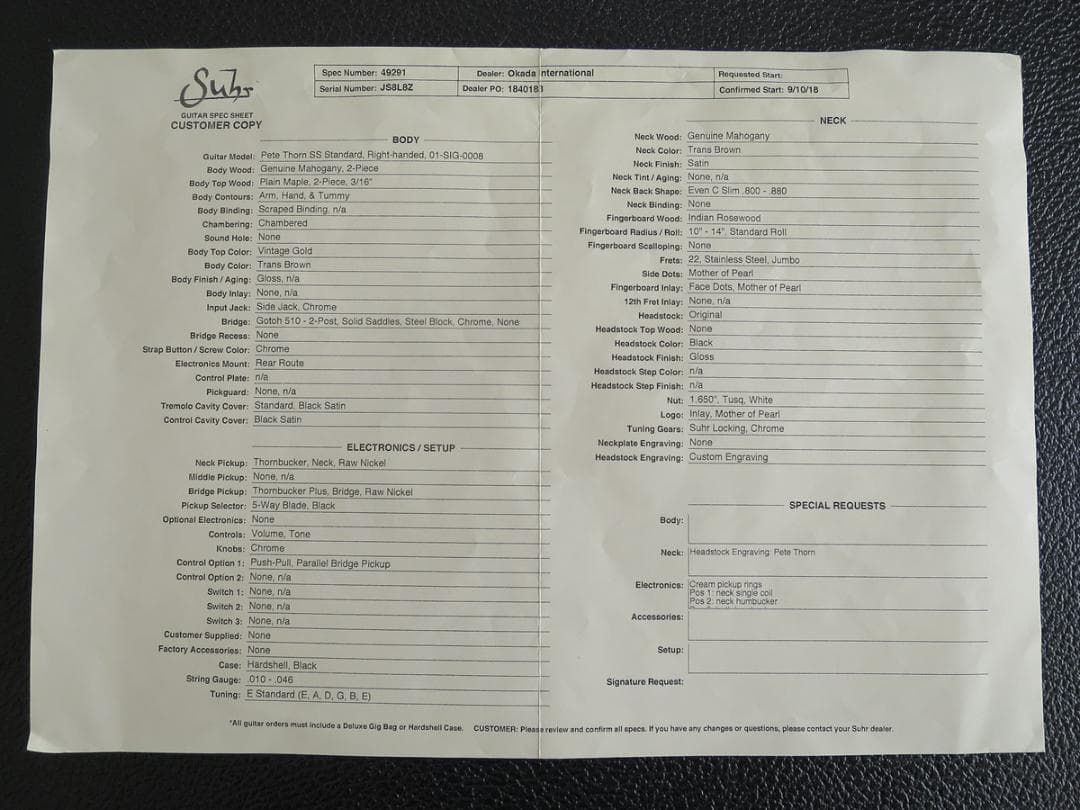 Suhr
GUITAR SPEC SHEET
CUSTOMER COPY
Spec Number: 49291
Dealer: Okada International
Requested Start:
Serial Number: JS8L8Z
Dealer PO: 1840181
Confirmed Start: 9/10/18
BODY
Guitar Model: Pete Thorn SS Standard, Right-handed, 01-SIG-0008
Body Wood: Genuine Mahogany, 2-Piece
Body Top Wood: Plain Maple, 2-Piece, 3/16"
Body Contours: Arm, Hand, & Tummy
Body Binding: Scraped Binding, n/a
Chambering: Chambered
Sound Hole: None
Body Top Color: Vintage Gold
Body Color: Trans Brown
Body Finish / Aging: Gloss, n/a
Body Inlay: None, n/a
Input Jack: Side Jack, Chrome
Bridge: Gotoh 510 - 2-Post, Solid Saddles, Steel Block, Chrome, None
Bridge Recess: None
Strap Button / Screw Color: Chrome
Electronics Mount: Rear Route
Control Plate: n/a
Pickguard: None, n/a
Tremolo Cavity Cover: Standard, Black Satin
Control Cavity Cover: Black Satin
ELECTRONICS / SETUP
Neck Pickup: Thornbucker, Neck, Raw Nickel
Middle Pickup: None, n/a
Bridge Pickup: Thornbucker Plus, Bridge, Raw Nickel
Pickup Selector: 5-Way Blade, Black
Optional Electronics: None
Controls: Volume, Tone
Knobs: Chrome
Control Option 1: Push-Pull, Parallel Bridge Pickup
Control Option 2: None, n/a
Switch 1: None, n/a
Switch 2: None, n/a
Switch 3: None, n/a
Customer Supplied: None
Factory Accessories: None
Case: Hardshell, Black
String Gauge: .010 - .046
Tuning: E Standard (E, A, D, G, B, E)
NECK
Neck Wood: Genuine Mahogany
Neck Color: Trans Brown
Neck Finish: Satin
Neck Tint / Aging: None, n/a
Neck Back Shape: Even C Slim .800 - .880
Neck Binding: None
Fingerboard Wood: Indian Rosewood
Fingerboard Radius / Roll: 10" - 14", Standard Roll
Fingerboard Scalloping: None
Frets: 22, Stainless Steel, Jumbo
Side Dots: Mother of Pearl
Fingerboard Inlay: Face Dots, Mother of Pearl
12th Fret Inlay: None, n/a
Headstock: Original
Headstock Top Wood: None
Headstock Color: Black
Headstock Finish: Gloss
Headstock Step Color: n/a
Headstock Step Finish: n/a
Nut: 1.650", Tusq, White
Logo: Inlay, Mother of Pearl
Tuning Gears: Suhr Locking, Chrome
Neckplate Engraving: None
Headstock Engraving: Custom Engraving
SPECIAL REQUESTS
Body:
Neck: Headstock Engraving: Pete Thorn
Electronics: Cream pickup rings
Pos 1: neck single coil
Pos 2: neck humbucker
Accessories:
Setup:
Signature Request:
*All guitar orders must include a Deluxe Gig Bag or Hardshell Case. CUSTOMER: Please review and confirm all specs. If you have any changes or questions, please contact your Suhr dealer.